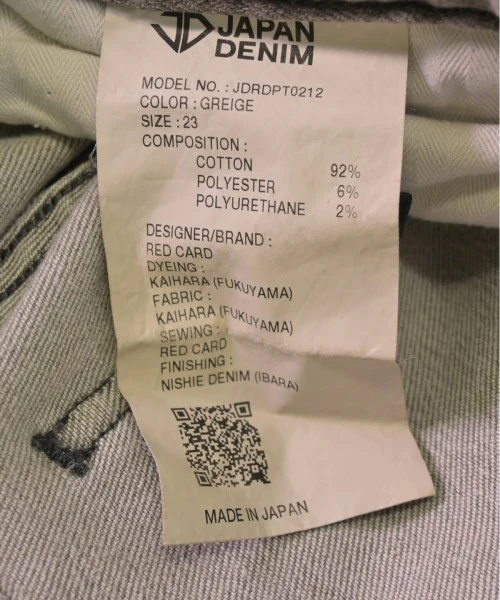 JD JAPAN
DENIM
MODEL NO. : JDRDPT0212
COLOR : GREIGE
SIZE : 23
COMPOSITION :
COTTON 92%
POLYESTER 6%
POLYURETHANE 2%
DESIGNER/BRAND :
RED CARD
DYEING :
KAIHARA (FUKUYAMA)
FABRIC :
KAIHARA (FUKUYAMA)
SEWING :
RED CARD
FINISHING :
NISHIE DENIM (IBARA)
MADE IN JAPAN